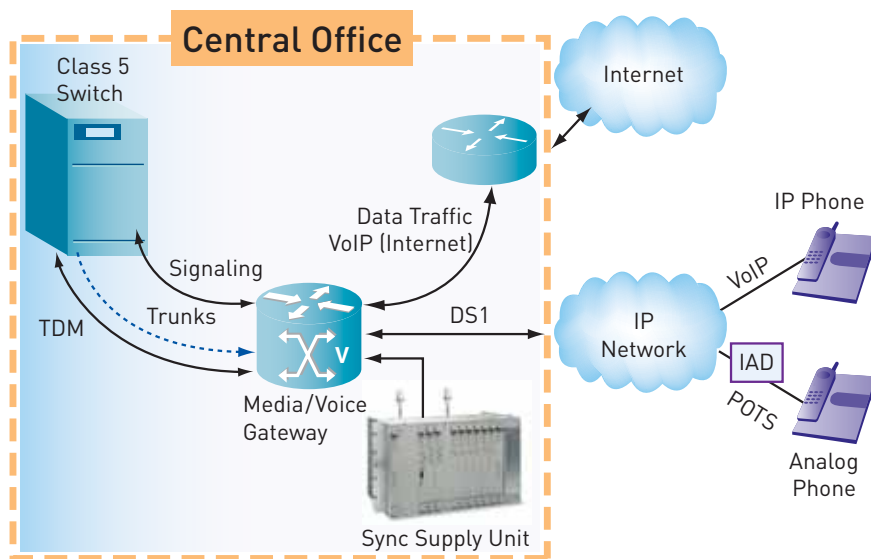 Central Office
Class 5
Switch
Internet
Data Traffic
VoIP (Internet)
IP Phone
Signaling
VoIP
Trunks
TDM
DS1
IP
Network
V
IAD
POTS
Media/Voice
Gateway
Analog
Phone
Sync Supply Unit